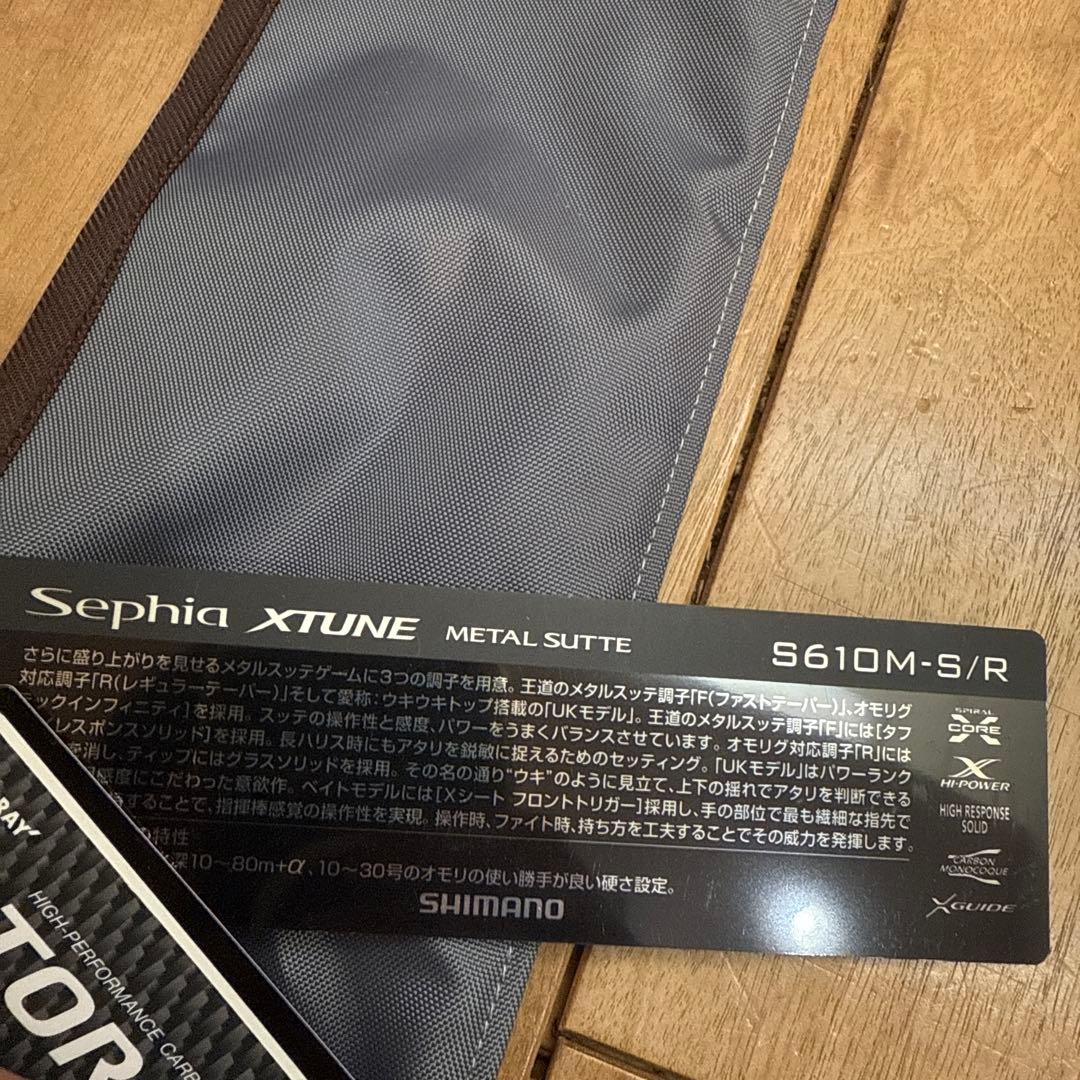 Sephia XTUNE METAL SUTTE S610M-S/R
さらに盛り上がりを見せるメタルスッテゲームに3つの調子を用意。王道のメタルスッテ調子「F(ファストテーパー)」、オモリグ
対応調子「R(レギュラーテーパー)」そして愛称:ウキウキトップ搭載の「UKモデル」。王道のメタルスッテ調子「F」には[タフ
ックインフィニティ]を採用。スッテの操作性と感度、パワーをうまくバランスさせています。オモリグ対応調子「R」には
レスポンスソリッド]を採用。長ハリス時にもアタリを鋭敏に捉えるためのセッティング。「UKモデル」はパワーランク
を消し、ティップにはグラスソリッドを採用。その名の通り"ウキ"のように見立て、上下の揺れでアタリを判断できる
感度にこだわった意欲作。ベイトモデルには[Xシート フロントトリガー]採用し、手の部位で最も繊細な指先で
することで、指揮棒感覚の操作性を実現。操作時、ファイト時、持ち方を工夫することでその威力を発揮します。
の特性
深10～80m+α、10～30号のオモリの使い勝手が良い硬さ設定。
SHIMANO
SPIRAL
X
CORE
X
HI-POWER
HIGH RESPONSE
SOLID
CARBON
MONOCOQUE
XGUIDE
RAY
TOR
HIGH-PERFORMANCE CARB